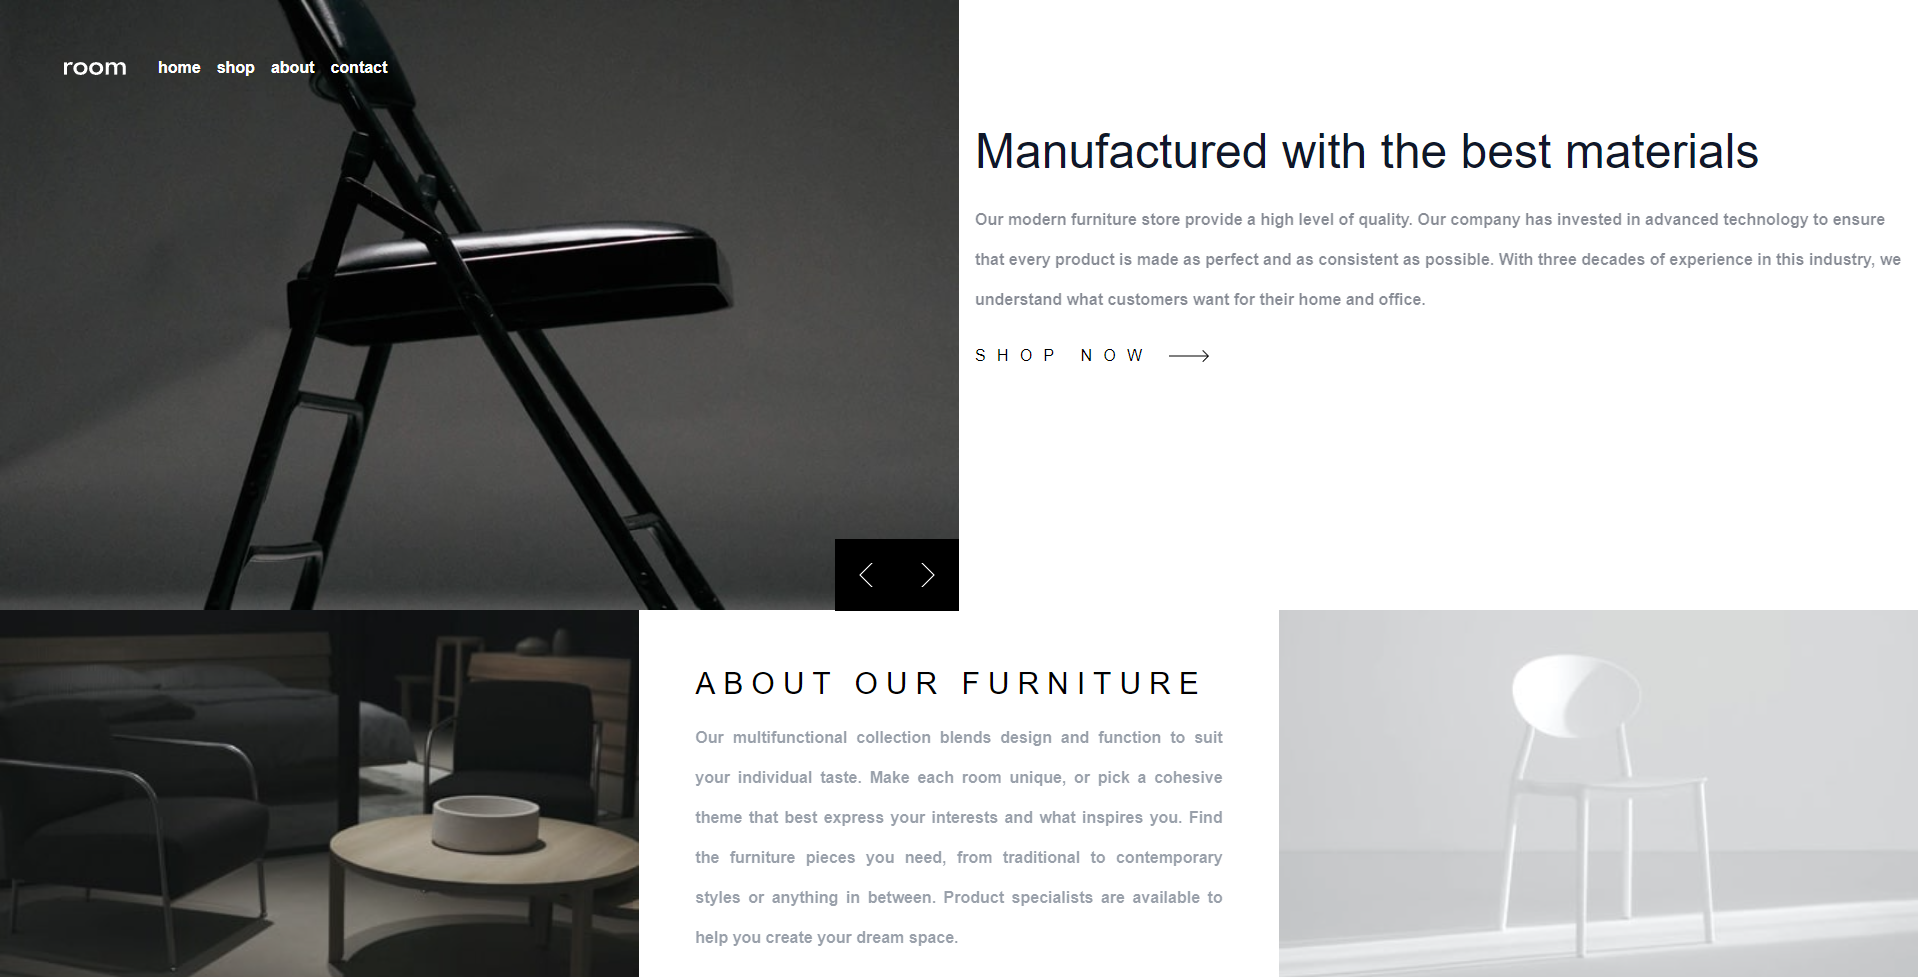 room home shop about contact
Manufactured with the best materials
Our modern furniture store provide a high level of quality. Our company has invested in advanced technology to ensure
that every product is made as perfect and as consistent as possible. With three decades of experience in this industry, we
understand what customers want for their home and office.
SHOP NOW
ABOUT OUR FURNITURE
Our multifunctional collection blends design and function to suit
your individual taste. Make each room unique, or pick a cohesive
theme that best express your interests and what inspires you. Find
the furniture pieces you need, from traditional to contemporary
styles or anything in between. Product specialists are available to
help you create your dream space.